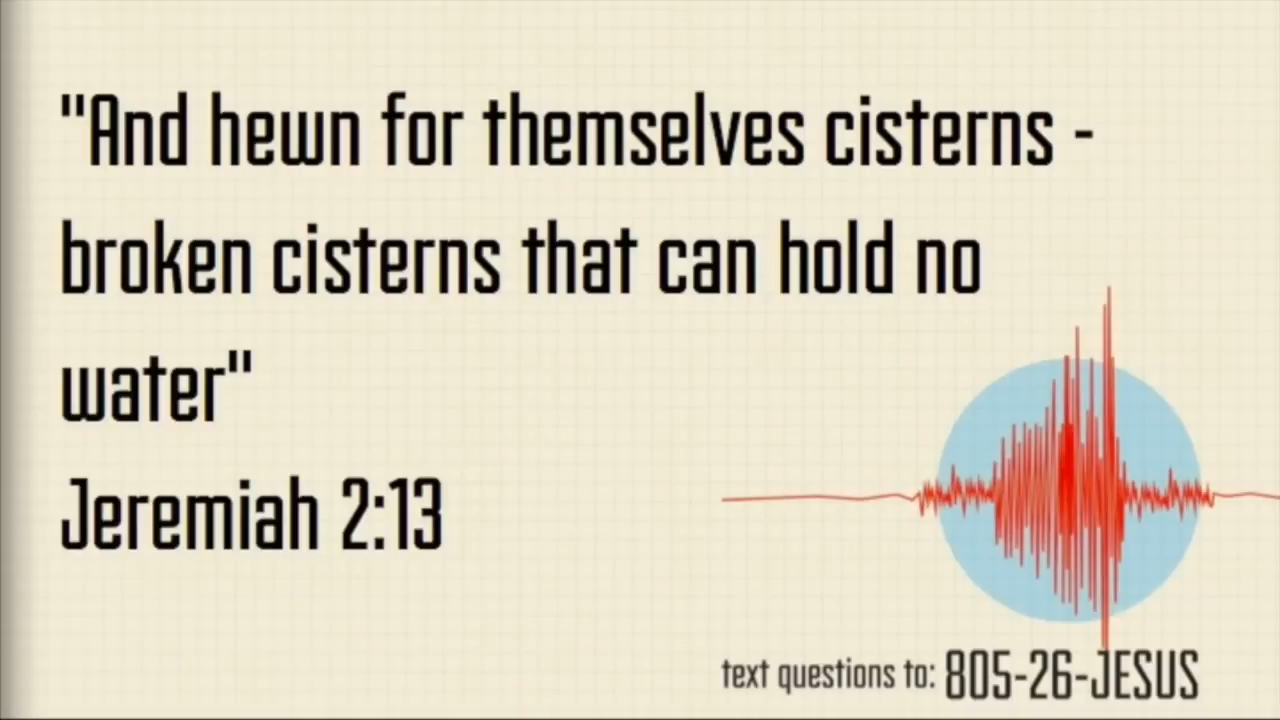 "And hewn for themselves cisterns -
broken cisterns that can hold no
water"
Jeremiah 2:13
text questions to: 805-26-JESUS